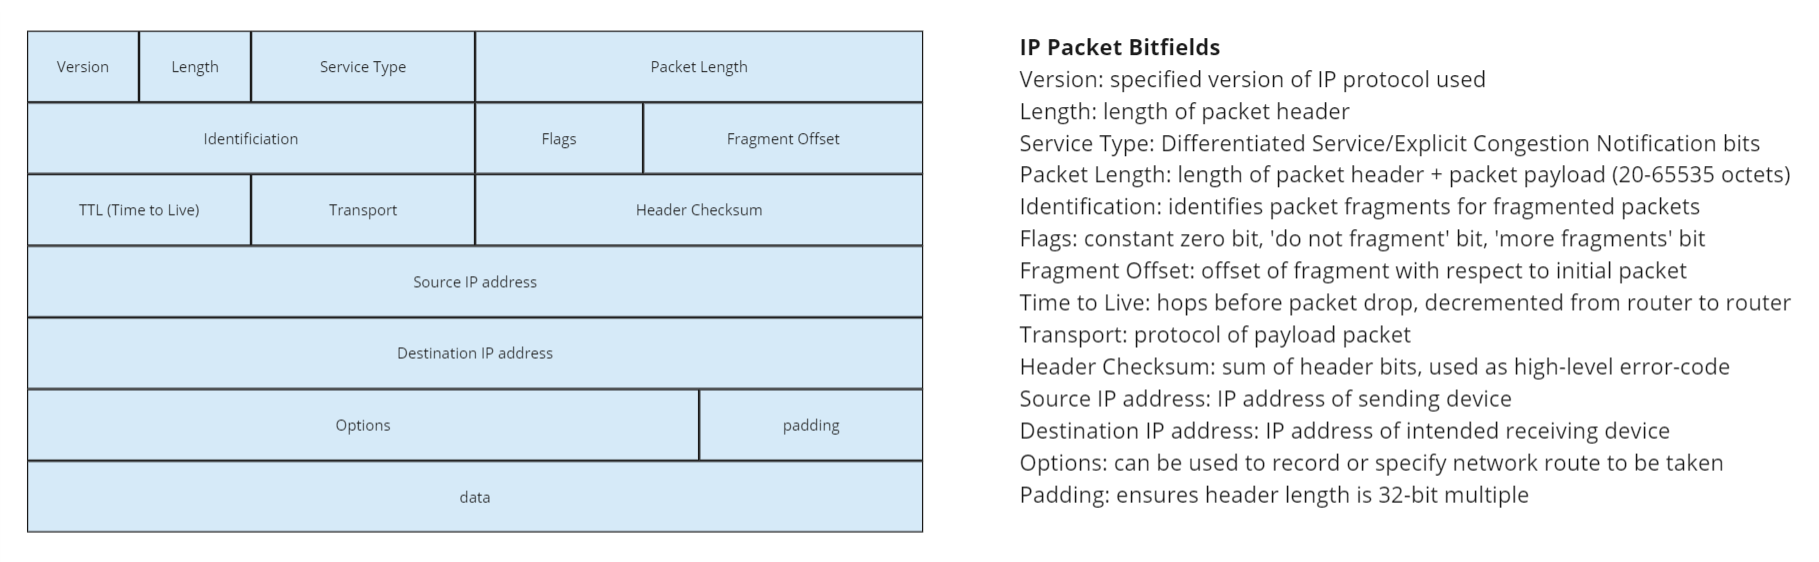 Version
Length
Service Type
Packet Length
Identificiation
Flags
Fragment Offset
TTL (Time to Live)
Transport
Header Checksum
Source IP address
Destination IP address
Options
padding
data
IP Packet Bitfields
Version: specified version of IP protocol used
Length: length of packet header
Service Type: Differentiated Service/Explicit Congestion Notification bits
Packet Length: length of packet header + packet payload (20-65535 octets)
Identification: identifies packet fragments for fragmented packets
Flags: constant zero bit, 'do not fragment' bit, 'more fragments' bit
Fragment Offset: offset of fragment with respect to initial packet
Time to Live: hops before packet drop, decremented from router to router
Transport: protocol of payload packet
Header Checksum: sum of header bits, used as high-level error-code
Source IP address: IP address of sending device
Destination IP address: IP address of intended receiving device
Options: can be used to record or specify network route to be taken
Padding: ensures header length is 32-bit multiple